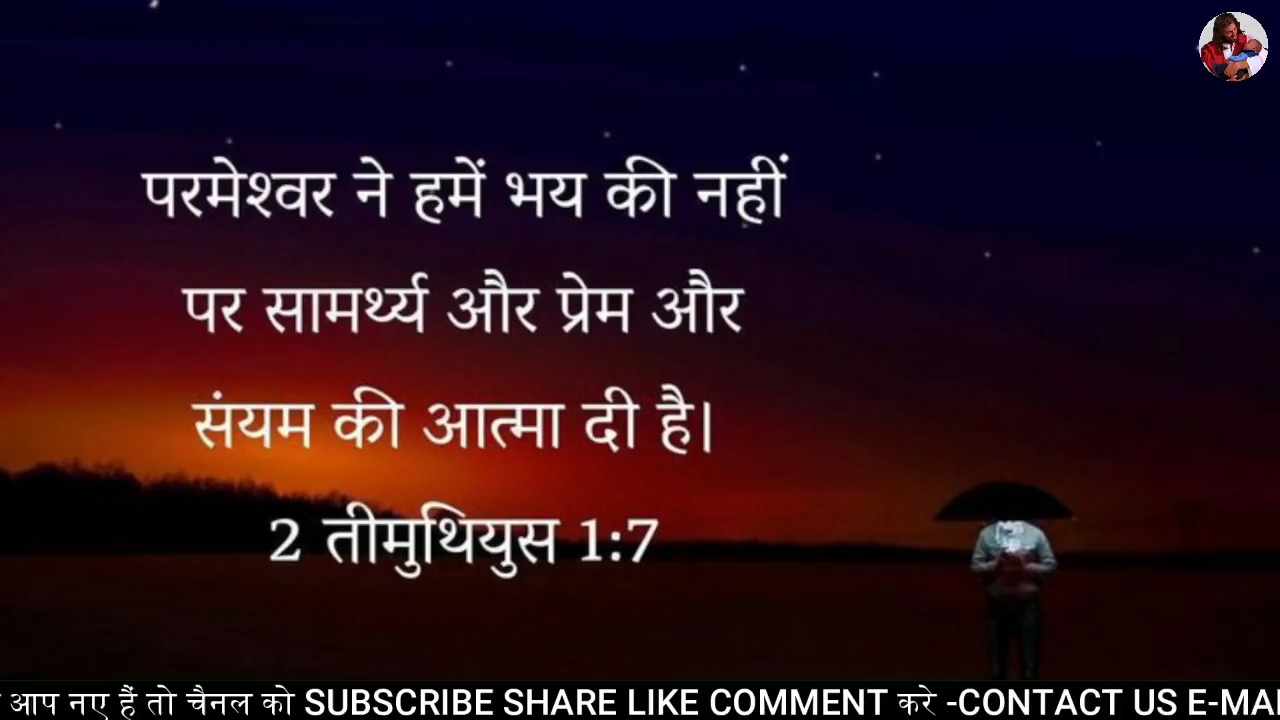 परमेश्वर ने हमें भय की नहीं
पर सामर्थ्य और प्रेम और
संयम की आत्मा दी है।
2 तीमुथियुस 1:7
आप नए हैं तो चैनल को SUBSCRIBE SHARE LIKE COMMENT करे -CONTACT US E-MAI